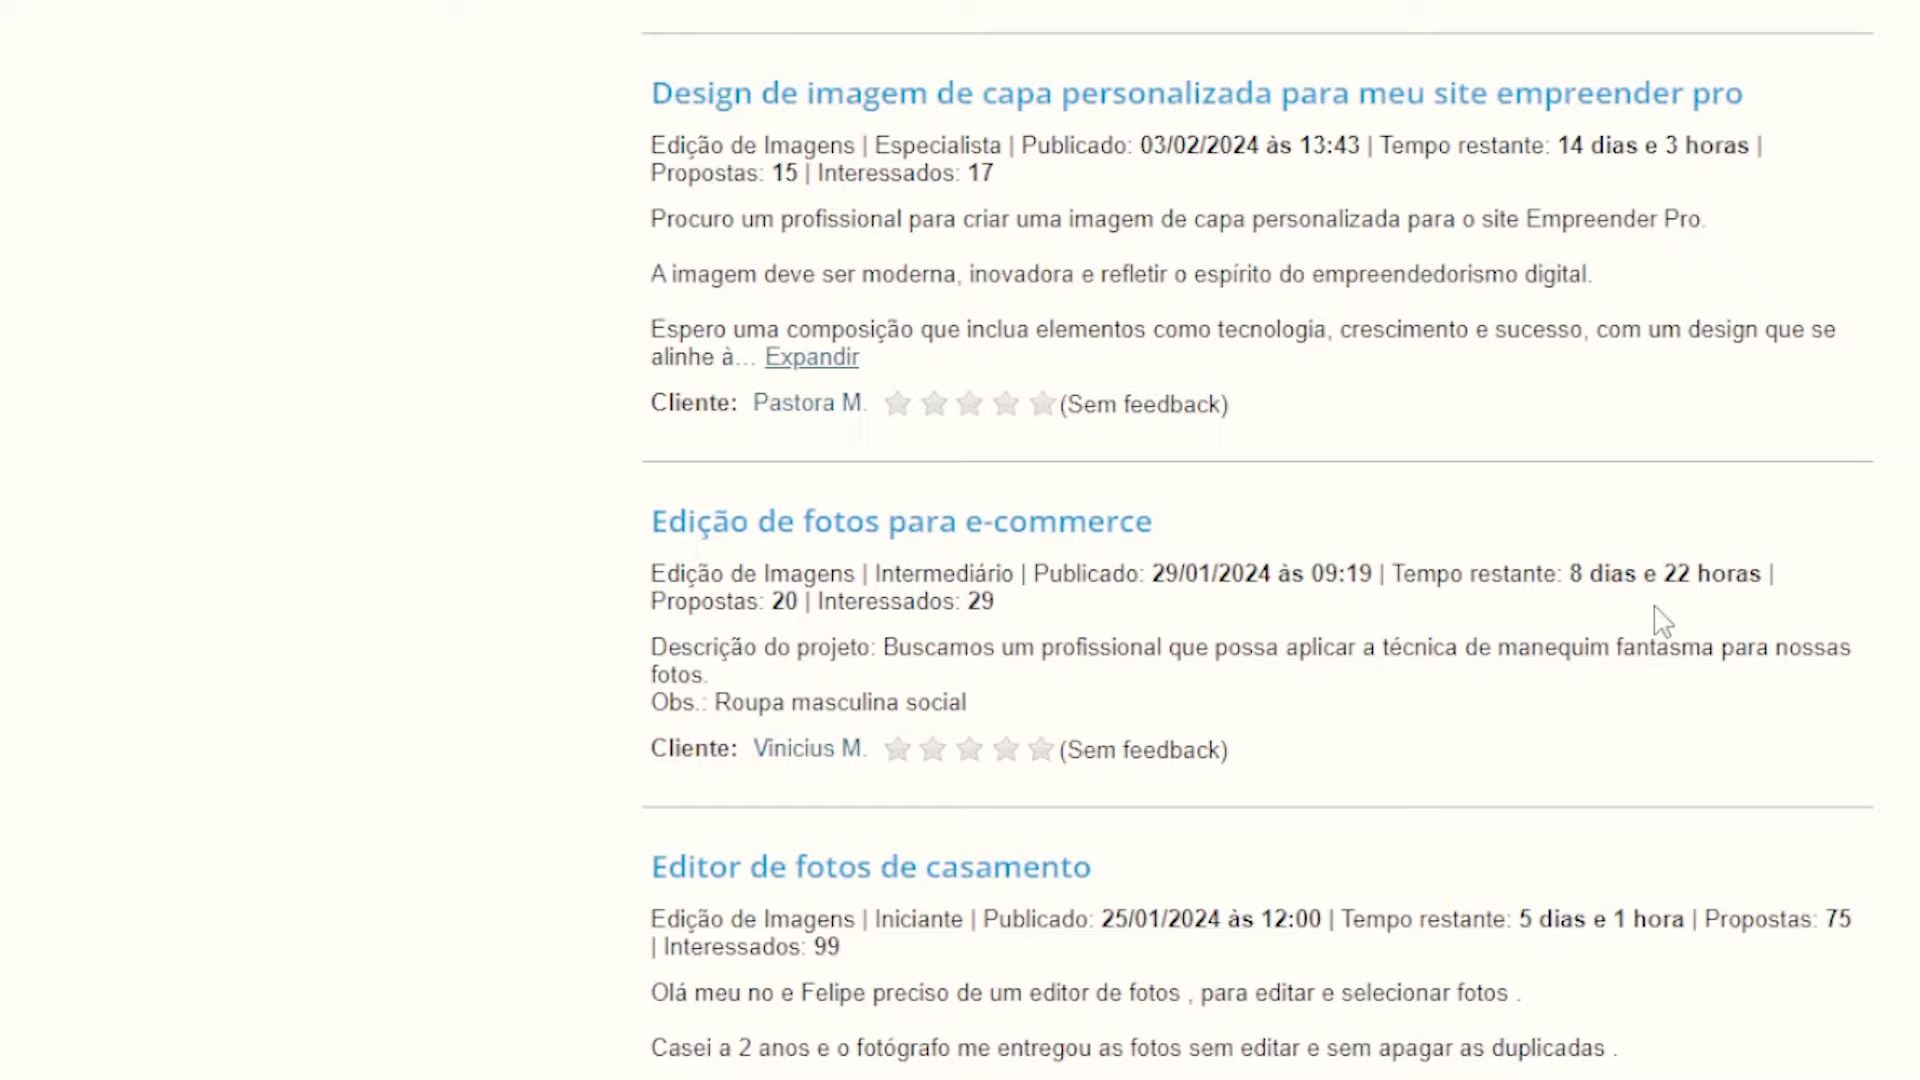 Design de imagem de capa personalizada para meu site empreender pro
Edição de Imagens | Especialista | Publicado: 03/02/2024 às 13:43 | Tempo restante: 14 dias e 3 horas |
Propostas: 15 | Interessados: 17
Procuro um profissional para criar uma imagem de capa personalizada para o site Empreender Pro.
A imagem deve ser moderna, inovadora e refletir o espírito do empreendedorismo digital.
Espero uma composição que inclua elementos como tecnologia, crescimento e sucesso, com um design que se
alinhe à... Expandir
Cliente: Pastora M. (Sem feedback)
Edição de fotos para e-commerce
Edição de Imagens | Intermediário | Publicado: 29/01/2024 às 09:19 | Tempo restante: 8 dias e 22 horas |
Propostas: 20 | Interessados: 29
Descrição do projeto: Buscamos um profissional que possa aplicar a técnica de manequim fantasma para nossas
fotos.
Obs.: Roupa masculina social
Cliente: Vinicius M. (Sem feedback)
Editor de fotos de casamento
Edição de Imagens | Iniciante | Publicado: 25/01/2024 às 12:00 | Tempo restante: 5 dias e 1 hora | Propostas: 75
| Interessados: 99
Olá meu no e Felipe preciso de um editor de fotos , para editar e selecionar fotos .
Casei a 2 anos e o fotógrafo me entregou as fotos sem editar e sem apagar as duplicadas .